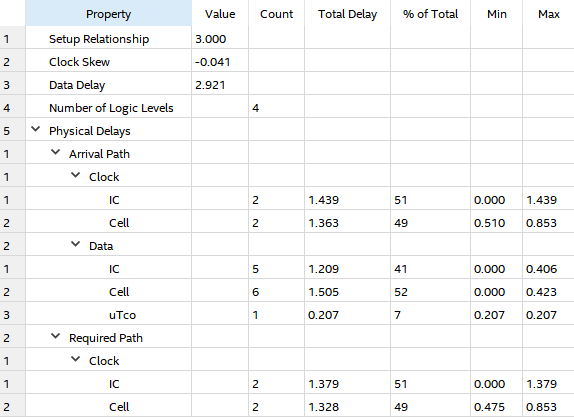 Property Value Count Total Delay % of Total Min Max
1 Setup Relationship 3.000
2 Clock Skew -0.041
3 Data Delay 2.921
4 Number of Logic Levels 4
5 Physical Delays
1 Arrival Path
1 Clock
1 IC 2 1.439 51 0.000 1.439
2 Cell 2 1.363 49 0.510 0.853
2 Data
1 IC 5 1.209 41 0.000 0.406
2 Cell 6 1.505 52 0.000 0.423
3 uTco 1 0.207 7 0.207 0.207
2 Required Path
1 Clock
1 IC 2 1.379 51 0.000 1.379
2 Cell 2 1.328 49 0.475 0.853